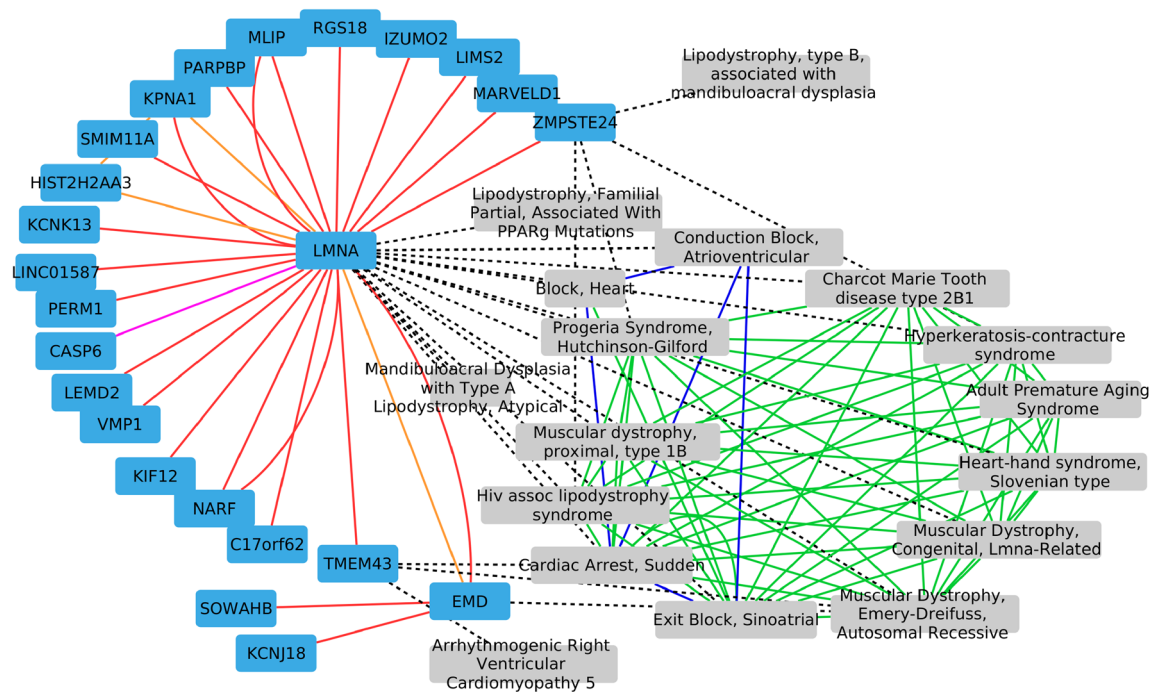 RGS18
MLIP
IZUMO2
LIMS2
PARPBP
MARVELD1
KPNA1
ZMPSTE24
SMIM11A
HIST2H2AA3
KCNK13
LMNA
LINC01587
PERM1
CASP6
LEMD2
VMP1
KIF12
NARF
C17orf62
TMEM43
EMD
SOWAHB
KCNJ18
Lipodystrophy, type B,
associated with
mandibuloacral dysplasia
Lipodystrophy, Familial
Partial, Associated With
PPARg Mutations
Conduction Block,
Atrioventricular
Block, Heart
Charcot Marie Tooth
disease type 2B1
Progeria Syndrome,
Hutchinson-Gilford
Hyperkeratosis-contracture
syndrome
Mandibuloacral Dysplasia
with Type A
Lipodystrophy, Atypical
Adult Premature Aging
Syndrome
Muscular dystrophy,
proximal, type 1B
Heart-hand syndrome,
Slovenian type
Hiv assoc lipodystrophy
syndrome
Muscular Dystrophy,
Congenital, Lmna-Related
Cardiac Arrest, Sudden
Exit Block, Sinoatrial
Muscular Dystrophy,
Emery-Dreifuss,
Autosomal Recessive
Arrhythmogenic Right
Ventricular
Cardiomyopathy 5